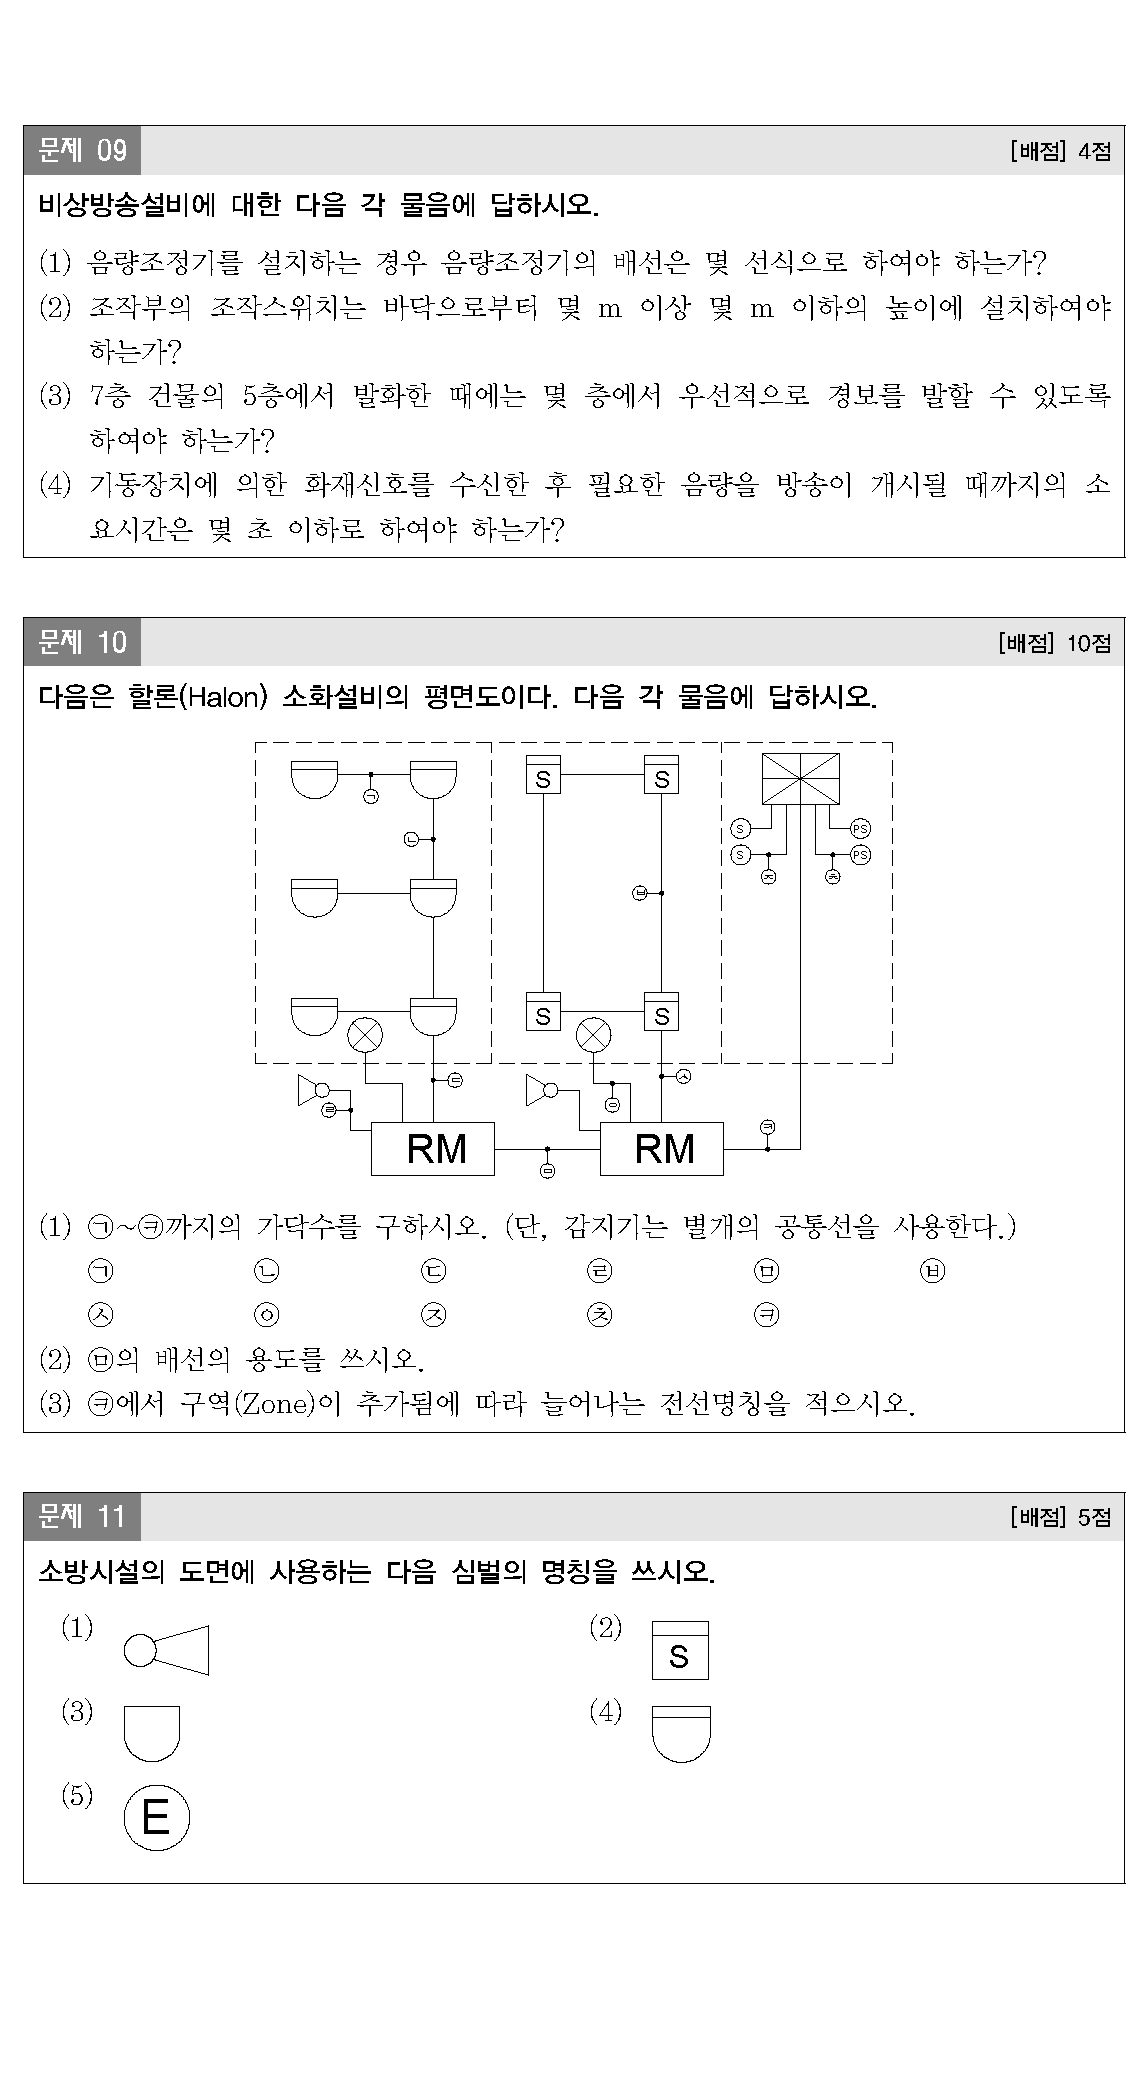 문제 09
[배점] 4점
비상방송설비에 대한 다음 각 물음에 답하시오.
(1) 음량조정기를 설치하는 경우 음량조정기의 배선은 몇 선식으로 하여야 하는가?
(2) 조작부의 조작스위치는 바닥으로부터 몇 m 이상 몇 m 이하의 높이에 설치하여야
하는가?
(3) 7층 건물의 5층에서 발화한 때에는 몇 층에서 우선적으로 경보를 발할 수 있도록
하여야 하는가?
(4) 기동장치에 의한 화재신호를 수신한 후 필요한 음량을 방송이 개시될 때까지의 소
요시간은 몇 초 이하로 하여야 하는가?
문제 10
[배점] 10점
다음은 할론(Halon) 소화설비의 평면도이다. 다음 각 물음에 답하시오.
S S
㉠
S PS
㉡
S PS
㉨ ㉩
㉥
S S
㉢ ㉦
㉣ ㉧
㉪
RM RM
㉤
(1) ㉠~㉪까지의 가닥수를 구하시오. (단, 감지기는 별개의 공통선을 사용한다.)
㉠ ㉡ ㉢ ㉣ ㉤ ㉥
㉦ ㉧ ㉨ ㉩ ㉪
(2) ㉤의 배선의 용도를 쓰시오.
(3) ㉪에서 구역(Zone)이 추가됨에 따라 늘어나는 전선명칭을 적으시오.
문제 11
[배점] 5점
소방시설의 도면에 사용하는 다음 심벌의 명칭을 쓰시오.
(1) (2) S
(3) (4)
(5) E